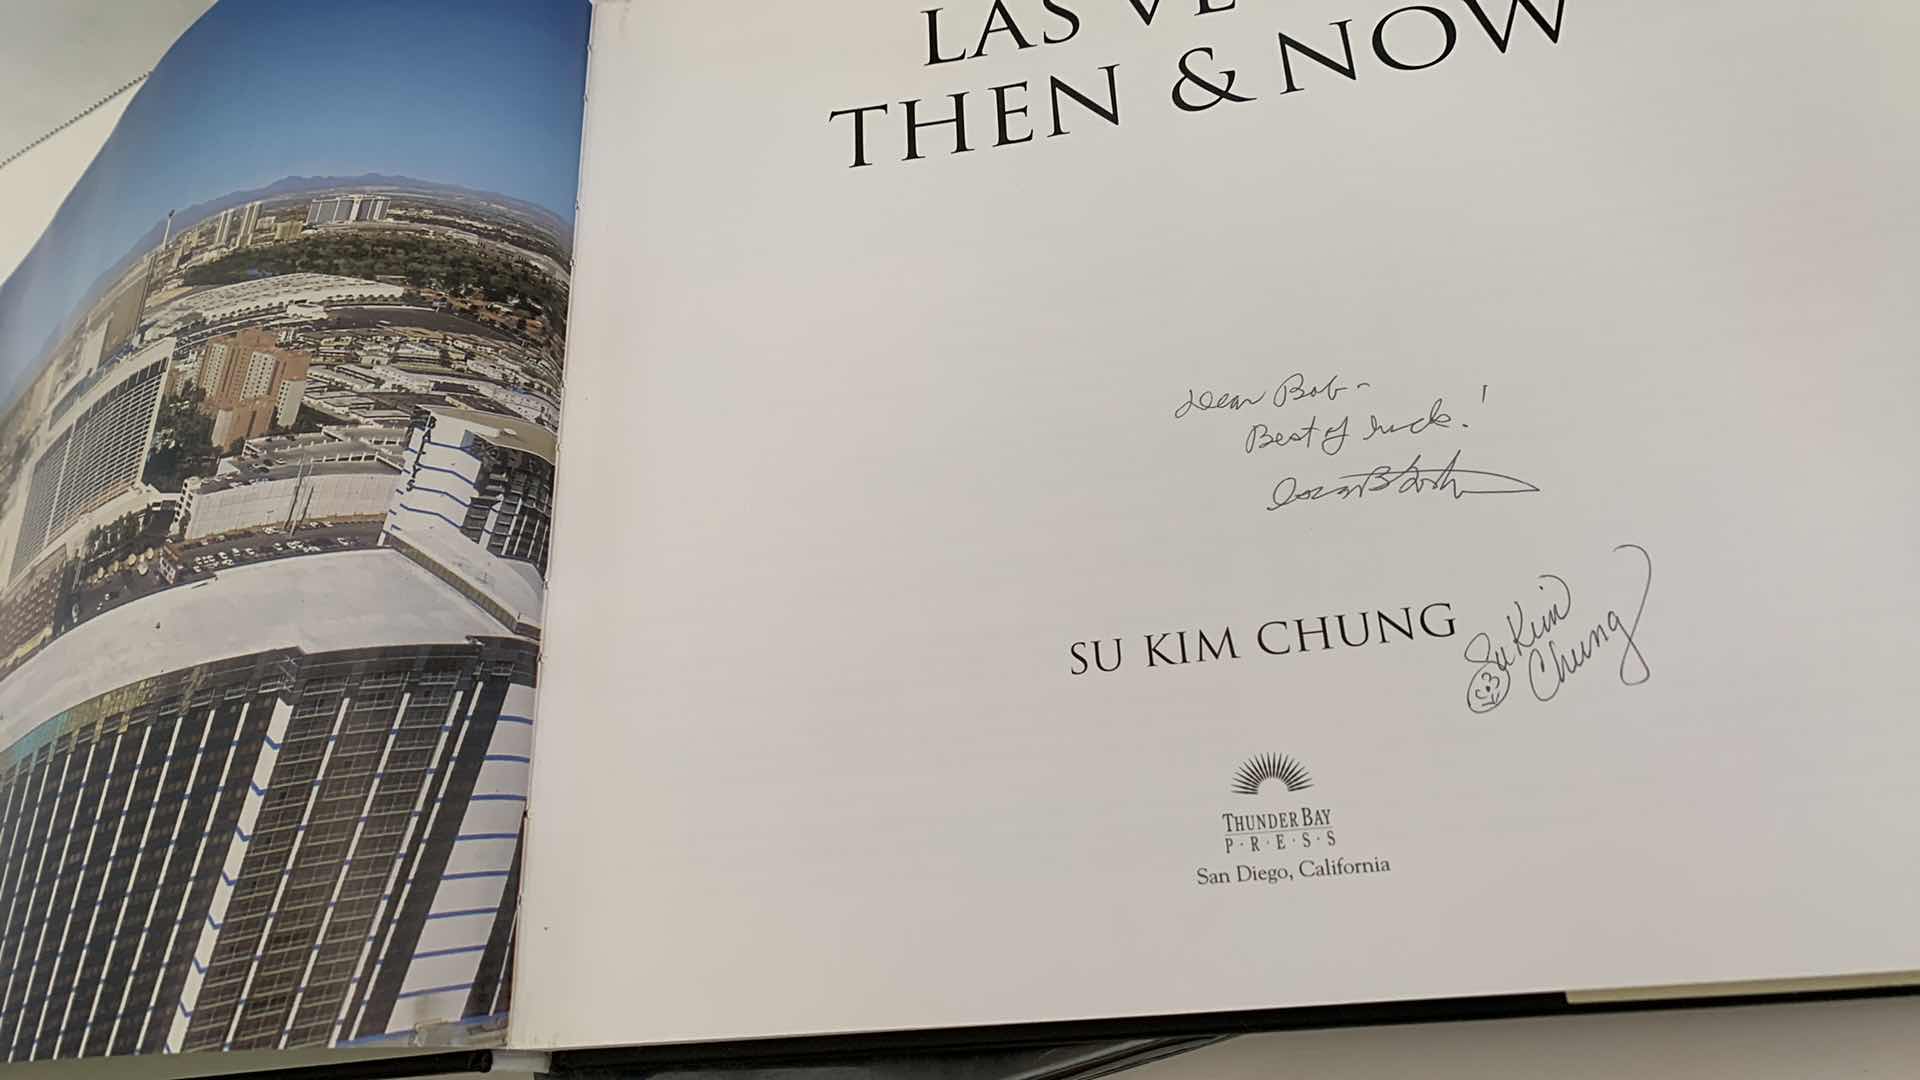 LAS VE
THEN & NOW
Dear Bob -
Best of luck!
SU KIM CHUNG
Su Kim
Chung
THUNDER BAY
P·R·E·S·S
San Diego, California